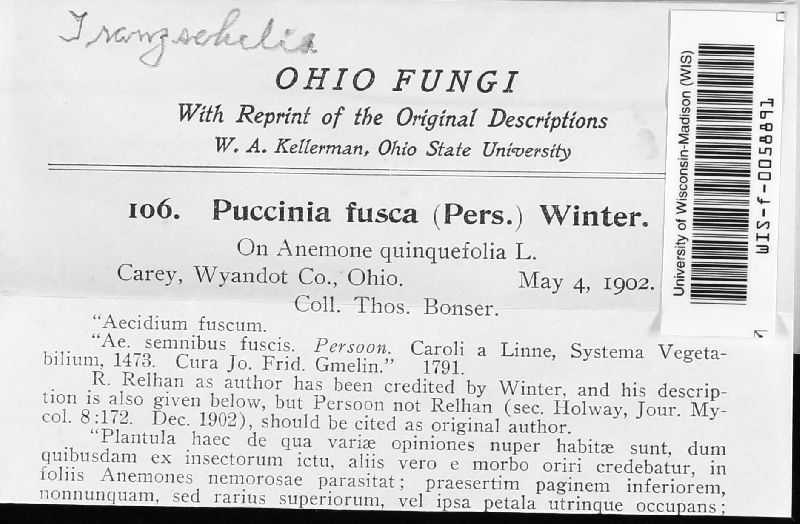 Tranzschelia
OHIO FUNGI
With Reprint of the Original Descriptions
W. A. Kellerman, Ohio State University
106. Puccinia fusca (Pers.) Winter.
On Anemone quinquefolia L.
Carey, Wyandot Co., Ohio. May 4, 1902.
Coll. Thos. Bonser.
"Aecidium fuscum.
"Ae. semnibus fuscis. Persoon. Caroli a Linne, Systema Vegeta-
bilium, 1473. Cura Jo. Frid. Gmelin." 1791.
R. Relhan as author has been credited by Winter, and his descrip-
tion is also given below, but Persoon not Relhan (sec. Holway, Jour. My-
col. 8:172. Dec. 1902), should be cited as original author.
"Plantula haec de qua variæ opiniones nuper habitæ sunt, dum
quibusdam ex insectorum ictu, aliis vero e morbo oriri credebatur, in
foliis Anemones nemorosae parasitat; praesertim paginem inferiorem,
nonnunquam, sed rarius superiorum, vel ipsa petala utrinque occupans;
University of Wisconsin-Madison (WIS)
WIS-f-0058891